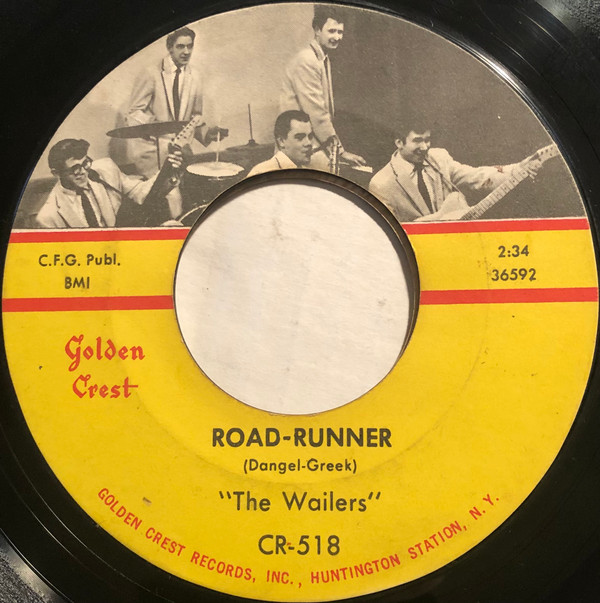 C.F.G. Publ.
BMI
2:34
36592
Golden
Crest
ROAD-RUNNER
(Dangel-Greek)
"The Wailers"
CR-518
GOLDEN CREST RECORDS, INC., HUNTINGTON STATION, N.Y.